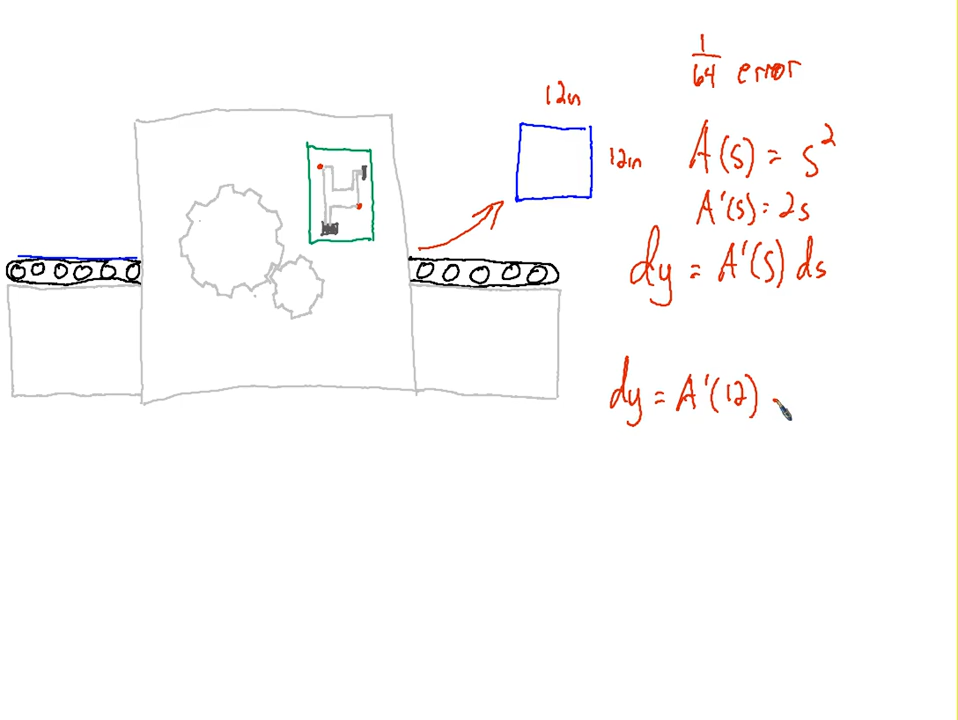 1/64 error
12in
12in
A(s) = s²
A'(s) = 2s
dy = A'(s) ds
dy = A'(12)